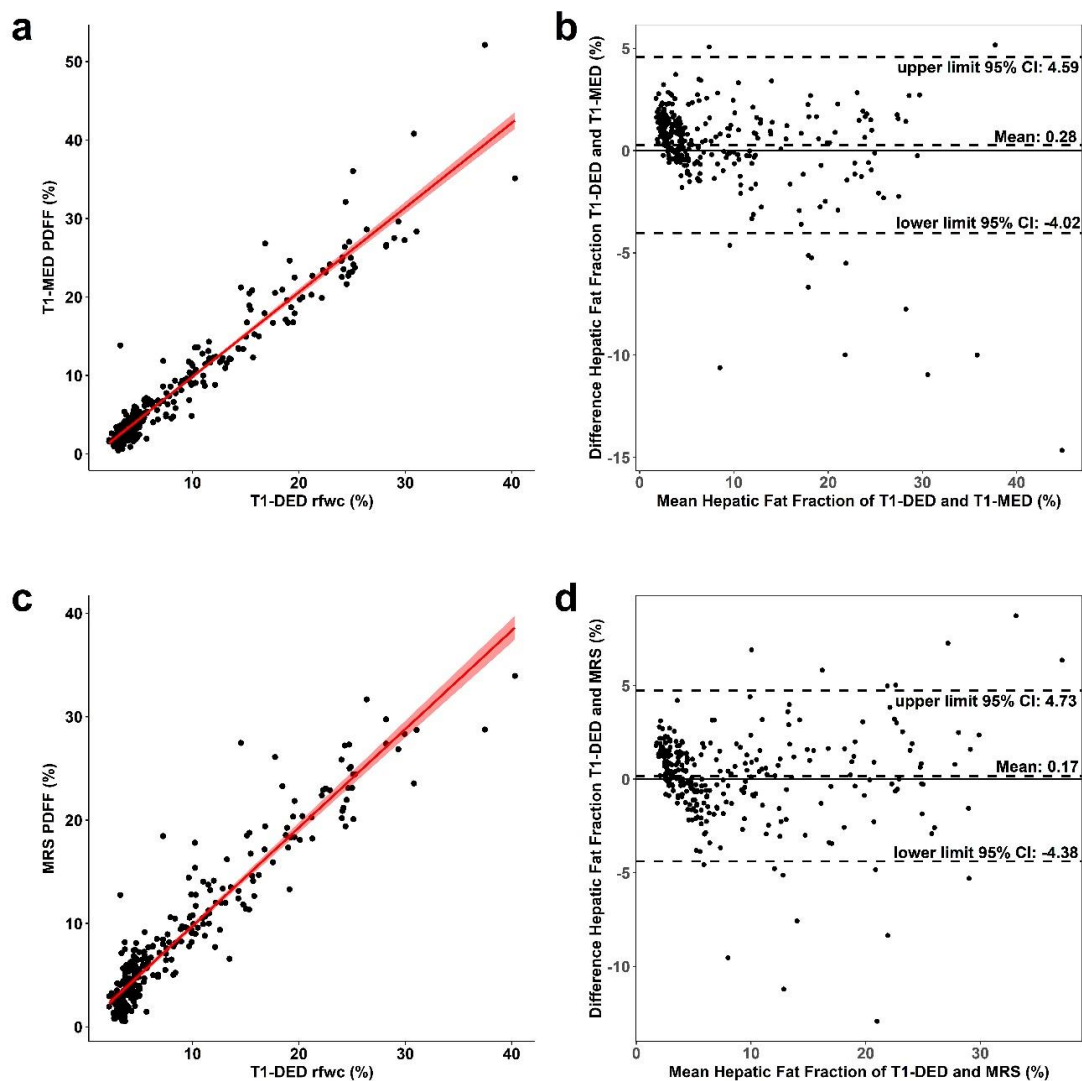 a
T1-MED PDFF (%)
50
40
30
20
10
0
10
20
30
40
T1-DED rfwc (%)
b
Difference Hepatic Fat Fraction T1-DED and T1-MED (%)
5
0
-5
-10
-15
upper limit 95% CI: 4.59
Mean: 0.28
lower limit 95% CI: -4.02
0
10
20
30
40
Mean Hepatic Fat Fraction of T1-DED and T1-MED (%)
c
MRS PDFF (%)
40
30
20
10
0
10
20
30
40
T1-DED rfwc (%)
d
Difference Hepatic Fat Fraction T1-DED and MRS (%)
5
0
-5
-10
upper limit 95% CI: 4.73
Mean: 0.17
lower limit 95% CI: -4.38
0
10
20
30
Mean Hepatic Fat Fraction of T1-DED and MRS (%)